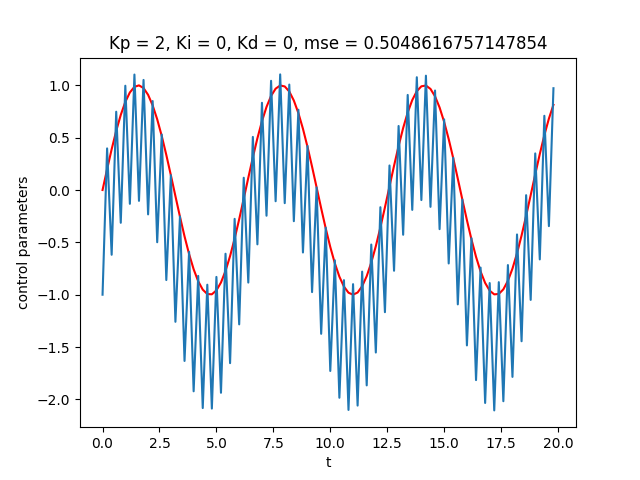 Kp = 2, Ki = 0, Kd = 0, mse = 0.5048616757147854
1.0
0.5
0.0
−0.5
−1.0
−1.5
−2.0
control parameters
0.0 2.5 5.0 7.5 10.0 12.5 15.0 17.5 20.0
t